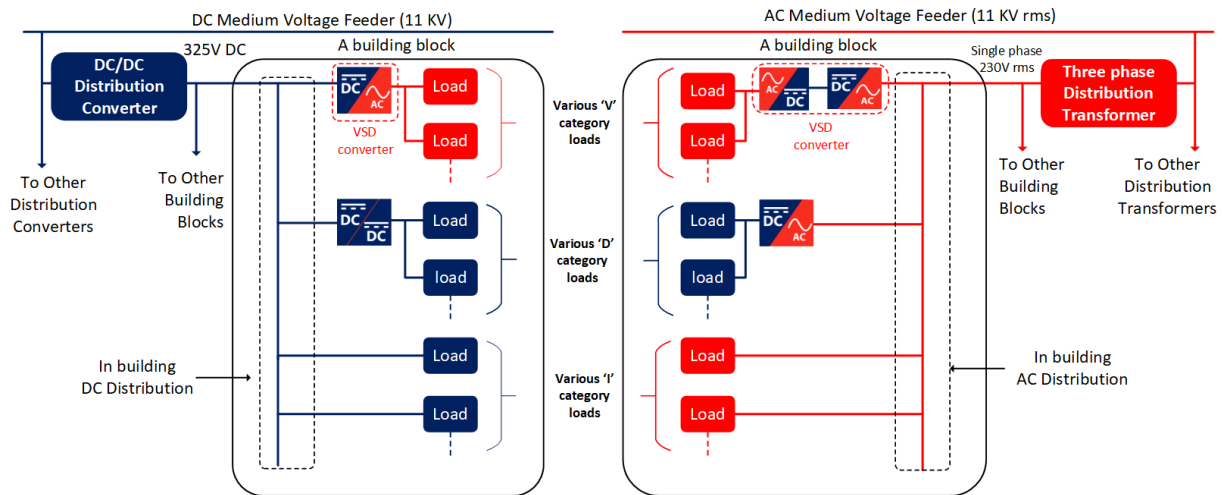 DC Medium Voltage Feeder (11 KV)
325V DC
A building block
DC/DC
Distribution
Converter
DC
AC
VSD
converter
Load
Load
To Other
Distribution
Converters
To Other
Building
Blocks
DC
DC
Load
load
In building
DC Distribution
Load
Load
Various 'V'
category
loads
Various 'D'
category
loads
Various 'I'
category
loads
AC Medium Voltage Feeder (11 KV rms)
A building block
Single phase
230V rms
Three phase
Distribution
Transformer
Load
Load
AC
DC
DC
AC
VSD
converter
To Other
Building
Blocks
To Other
Distribution
Transformers
Load
load
DC
AC
Load
Load
In building
AC Distribution